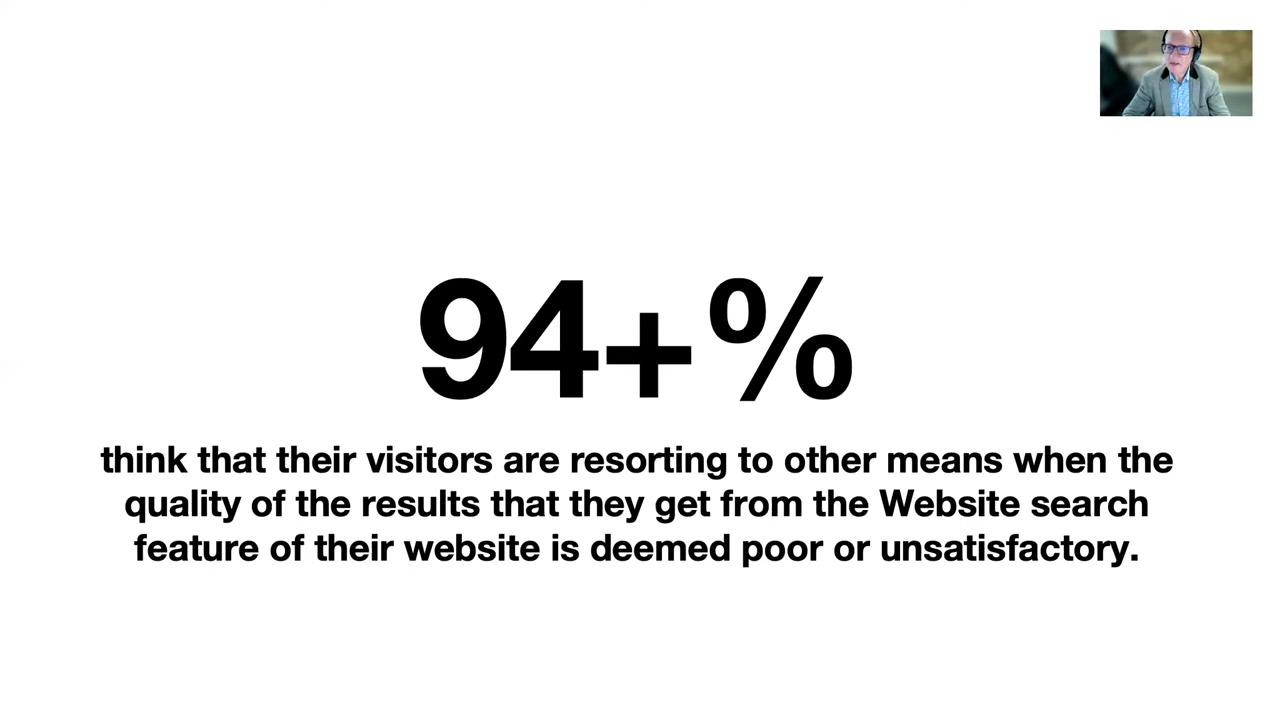 94+%
think that their visitors are resorting to other means when the
quality of the results that they get from the Website search
feature of their website is deemed poor or unsatisfactory.